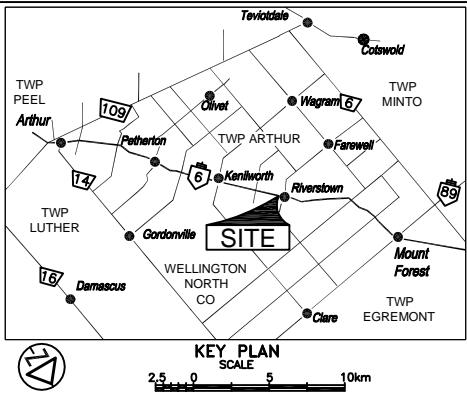 Teviotdale
Cotswold
TWP
PEEL
109
Olivet
Wagram
6
TWP
MINTO
Arthur
Petherton
TWP ARTHUR
Farewell
14
6
Kenilworth
Riverstown
89
TWP
LUTHER
Gordonville
SITE
Mount
Forest
WELLINGTON
NORTH
CO
16
Damascus
Clare
TWP
EGREMONT
KEY PLAN
SCALE
2.5 0 5 10km